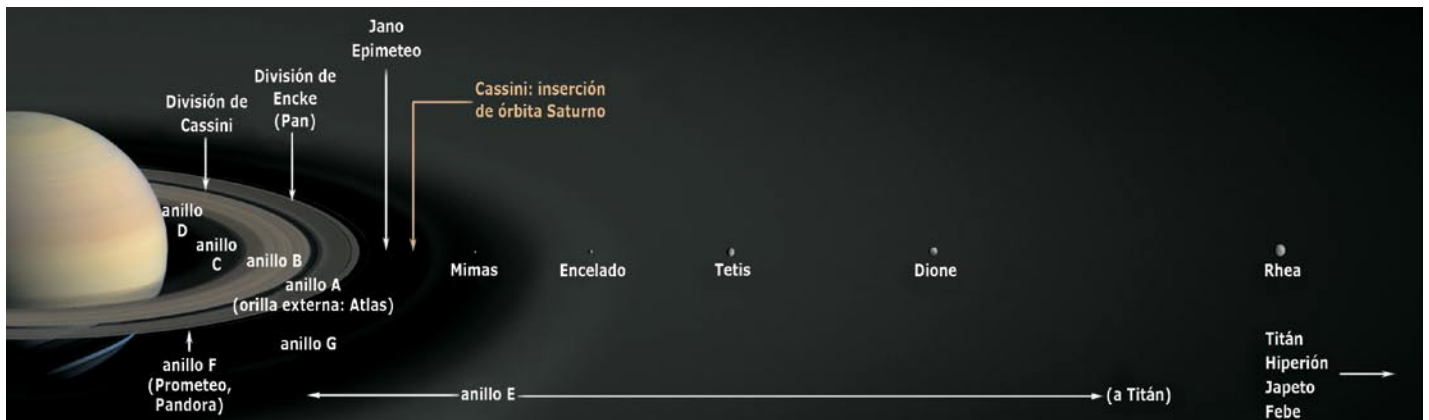 Jano
Epimeteo
División de
Encke
(Pan)
División de
Cassini
Cassini: inserción
de órbita Saturno
anillo
D
anillo
C
anillo B
anillo A
(orilla externa: Atlas)
Mimas
Encelado
Tetis
Dione
Rhea
anillo G
anillo F
(Prometeo,
Pandora)
anillo E
(a Titán)
Titán
Hiperión
Japeto
Febe